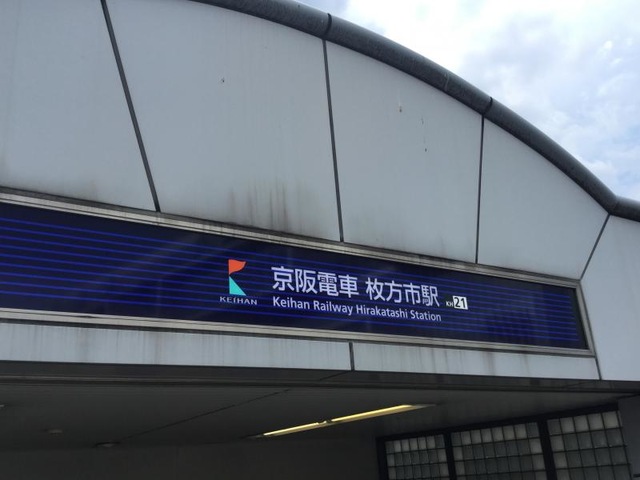 京阪電車 枚方市駅 KH 21
KEIHAN
Keihan Railway Hirakatashi Station